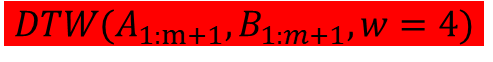 DTW(A₁:m+1, B₁:m+1, w = 4)